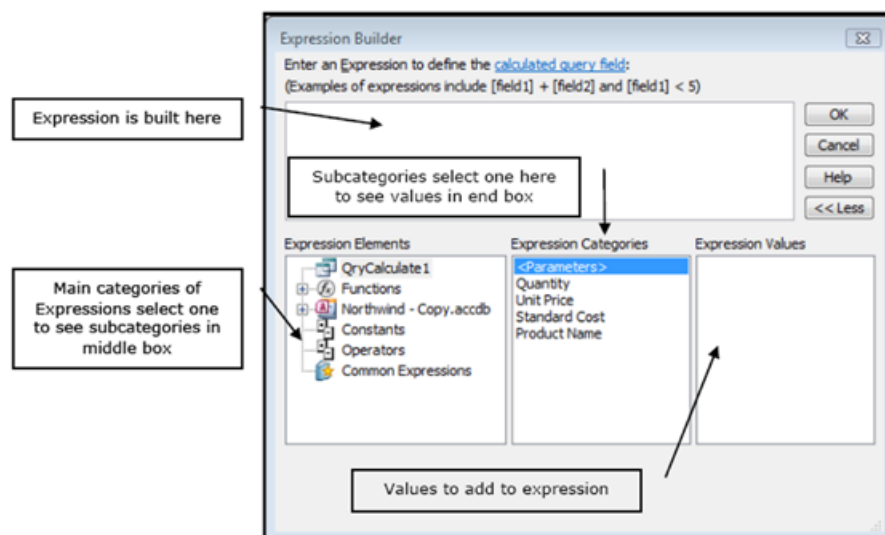 Expression Builder
Enter an Expression to define the calculated query field:
(Examples of expressions include [field1] + [field2] and [field1] < 5)
Expression is built here
OK
Cancel
Help
<< Less
Subcategories select one here
to see values in end box
Expression Elements
Expression Categories
Expression Values
Main categories of
Expressions select one
to see subcategories in
middle box
QryCalculate1
Functions
Northwind - Copy.accdb
Constants
Operators
Common Expressions
<Parameters>
Quantity
Unit Price
Standard Cost
Product Name
Values to add to expression